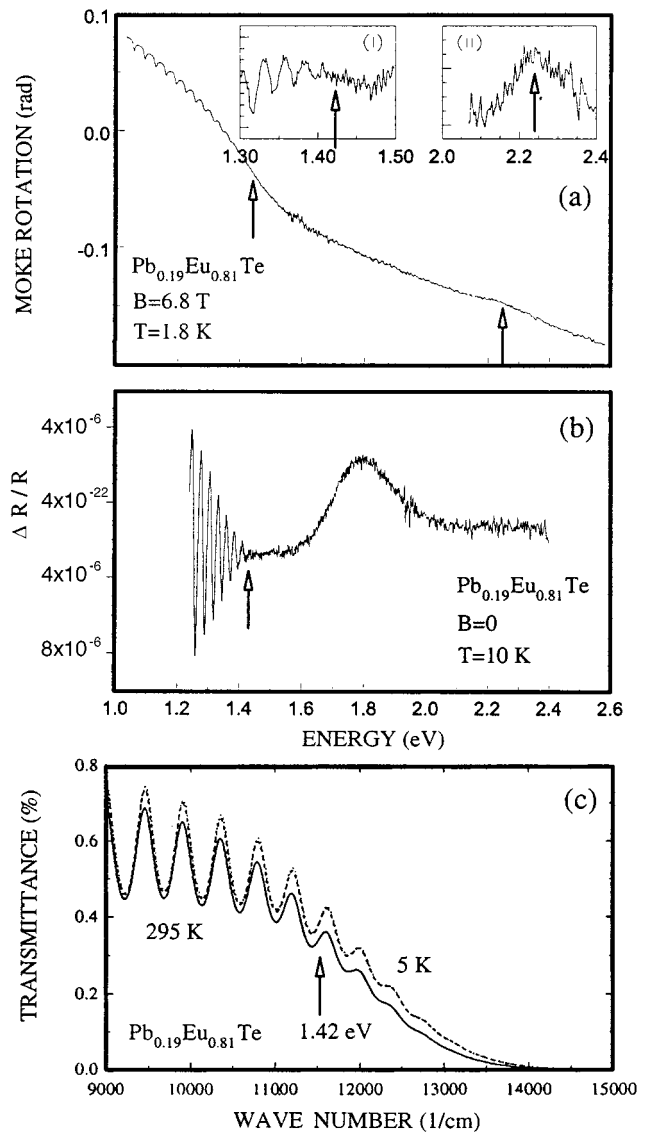 0.1
0.0
-0.1
MOKE ROTATION (rad)
(I)
1.30 1.40 1.50
(II)
2.0 2.2 2.4
(a)
Pb0.19Eu0.81Te
B=6.8 T
T=1.8 K
4x10-6
4x10-22
4x10-6
8x10-6
Δ R / R
(b)
Pb0.19Eu0.81Te
B=0
T=10 K
1.0 1.2 1.4 1.6 1.8 2.0 2.2 2.4 2.6
ENERGY (eV)
0.8
0.6
0.4
0.2
0.0
TRANSMITTANCE (%)
(c)
295 K
5 K
Pb0.19Eu0.81Te
1.42 eV
9000 10000 11000 12000 13000 14000 15000
WAVE NUMBER (1/cm)